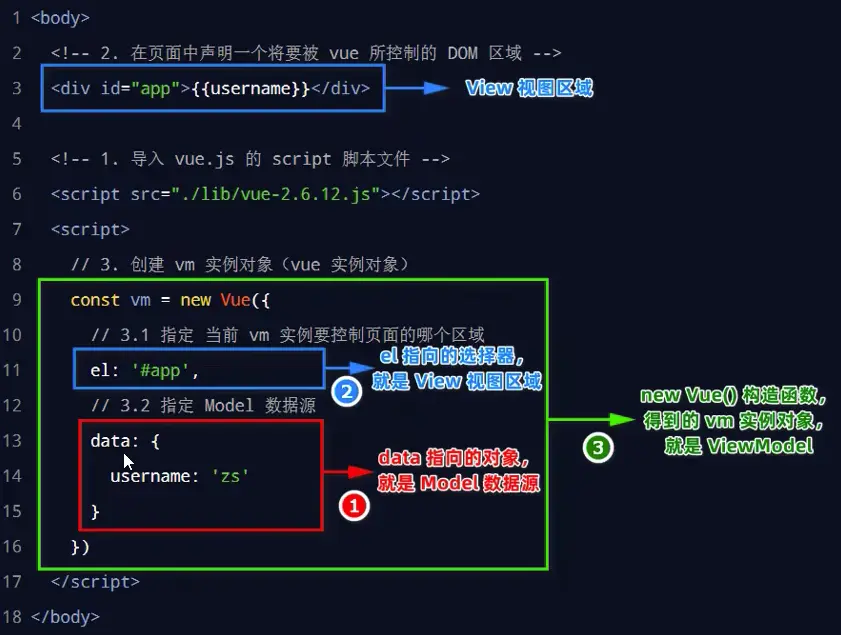 1 <body>
2 <!-- 2. 在页面中声明一个将要被 vue 所控制的 DOM 区域 -->
3 <div id="app">{{username}}</div>
View 视图区域
4
5 <!-- 1. 导入 vue.js 的 script 脚本文件 -->
6 <script src="./lib/vue-2.6.12.js"></script>
7 <script>
8 // 3. 创建 vm 实例对象（vue 实例对象）
9 const vm = new Vue({
10 // 3.1 指定 当前 vm 实例要控制页面的哪个区域
11 el: '#app',
2
el 指向的选择器，
就是 View 视图区域
12 // 3.2 指定 Model 数据源
13 data: {
14 username: 'zs'
15 }
1
data 指向的对象，
就是 Model 数据源
16 })
3
new Vue() 构造函数，
得到的 vm 实例对象，
就是 ViewModel
17 </script>
18 </body>